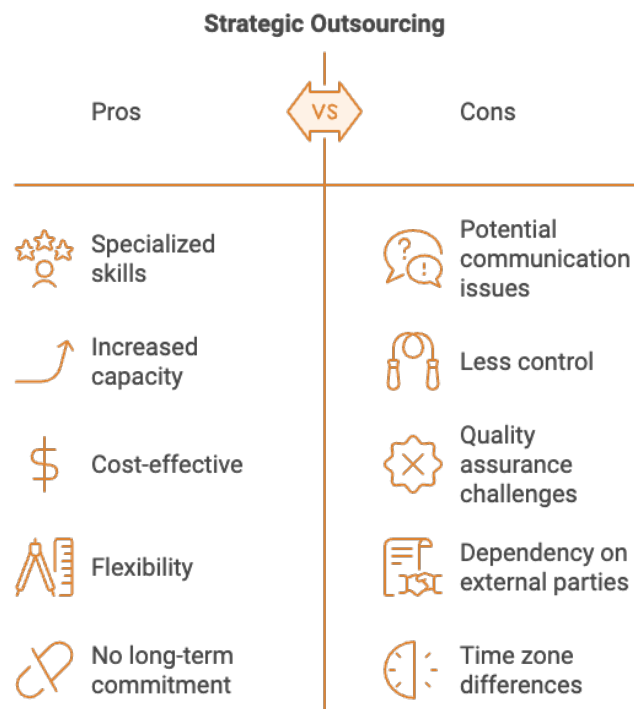 Strategic Outsourcing
Pros
VS
Cons
Specialized
skills
Increased
capacity
Cost-effective
Flexibility
No long-term
commitment
Potential
communication
issues
Less control
Quality
assurance
challenges
Dependency on
external parties
Time zone
differences